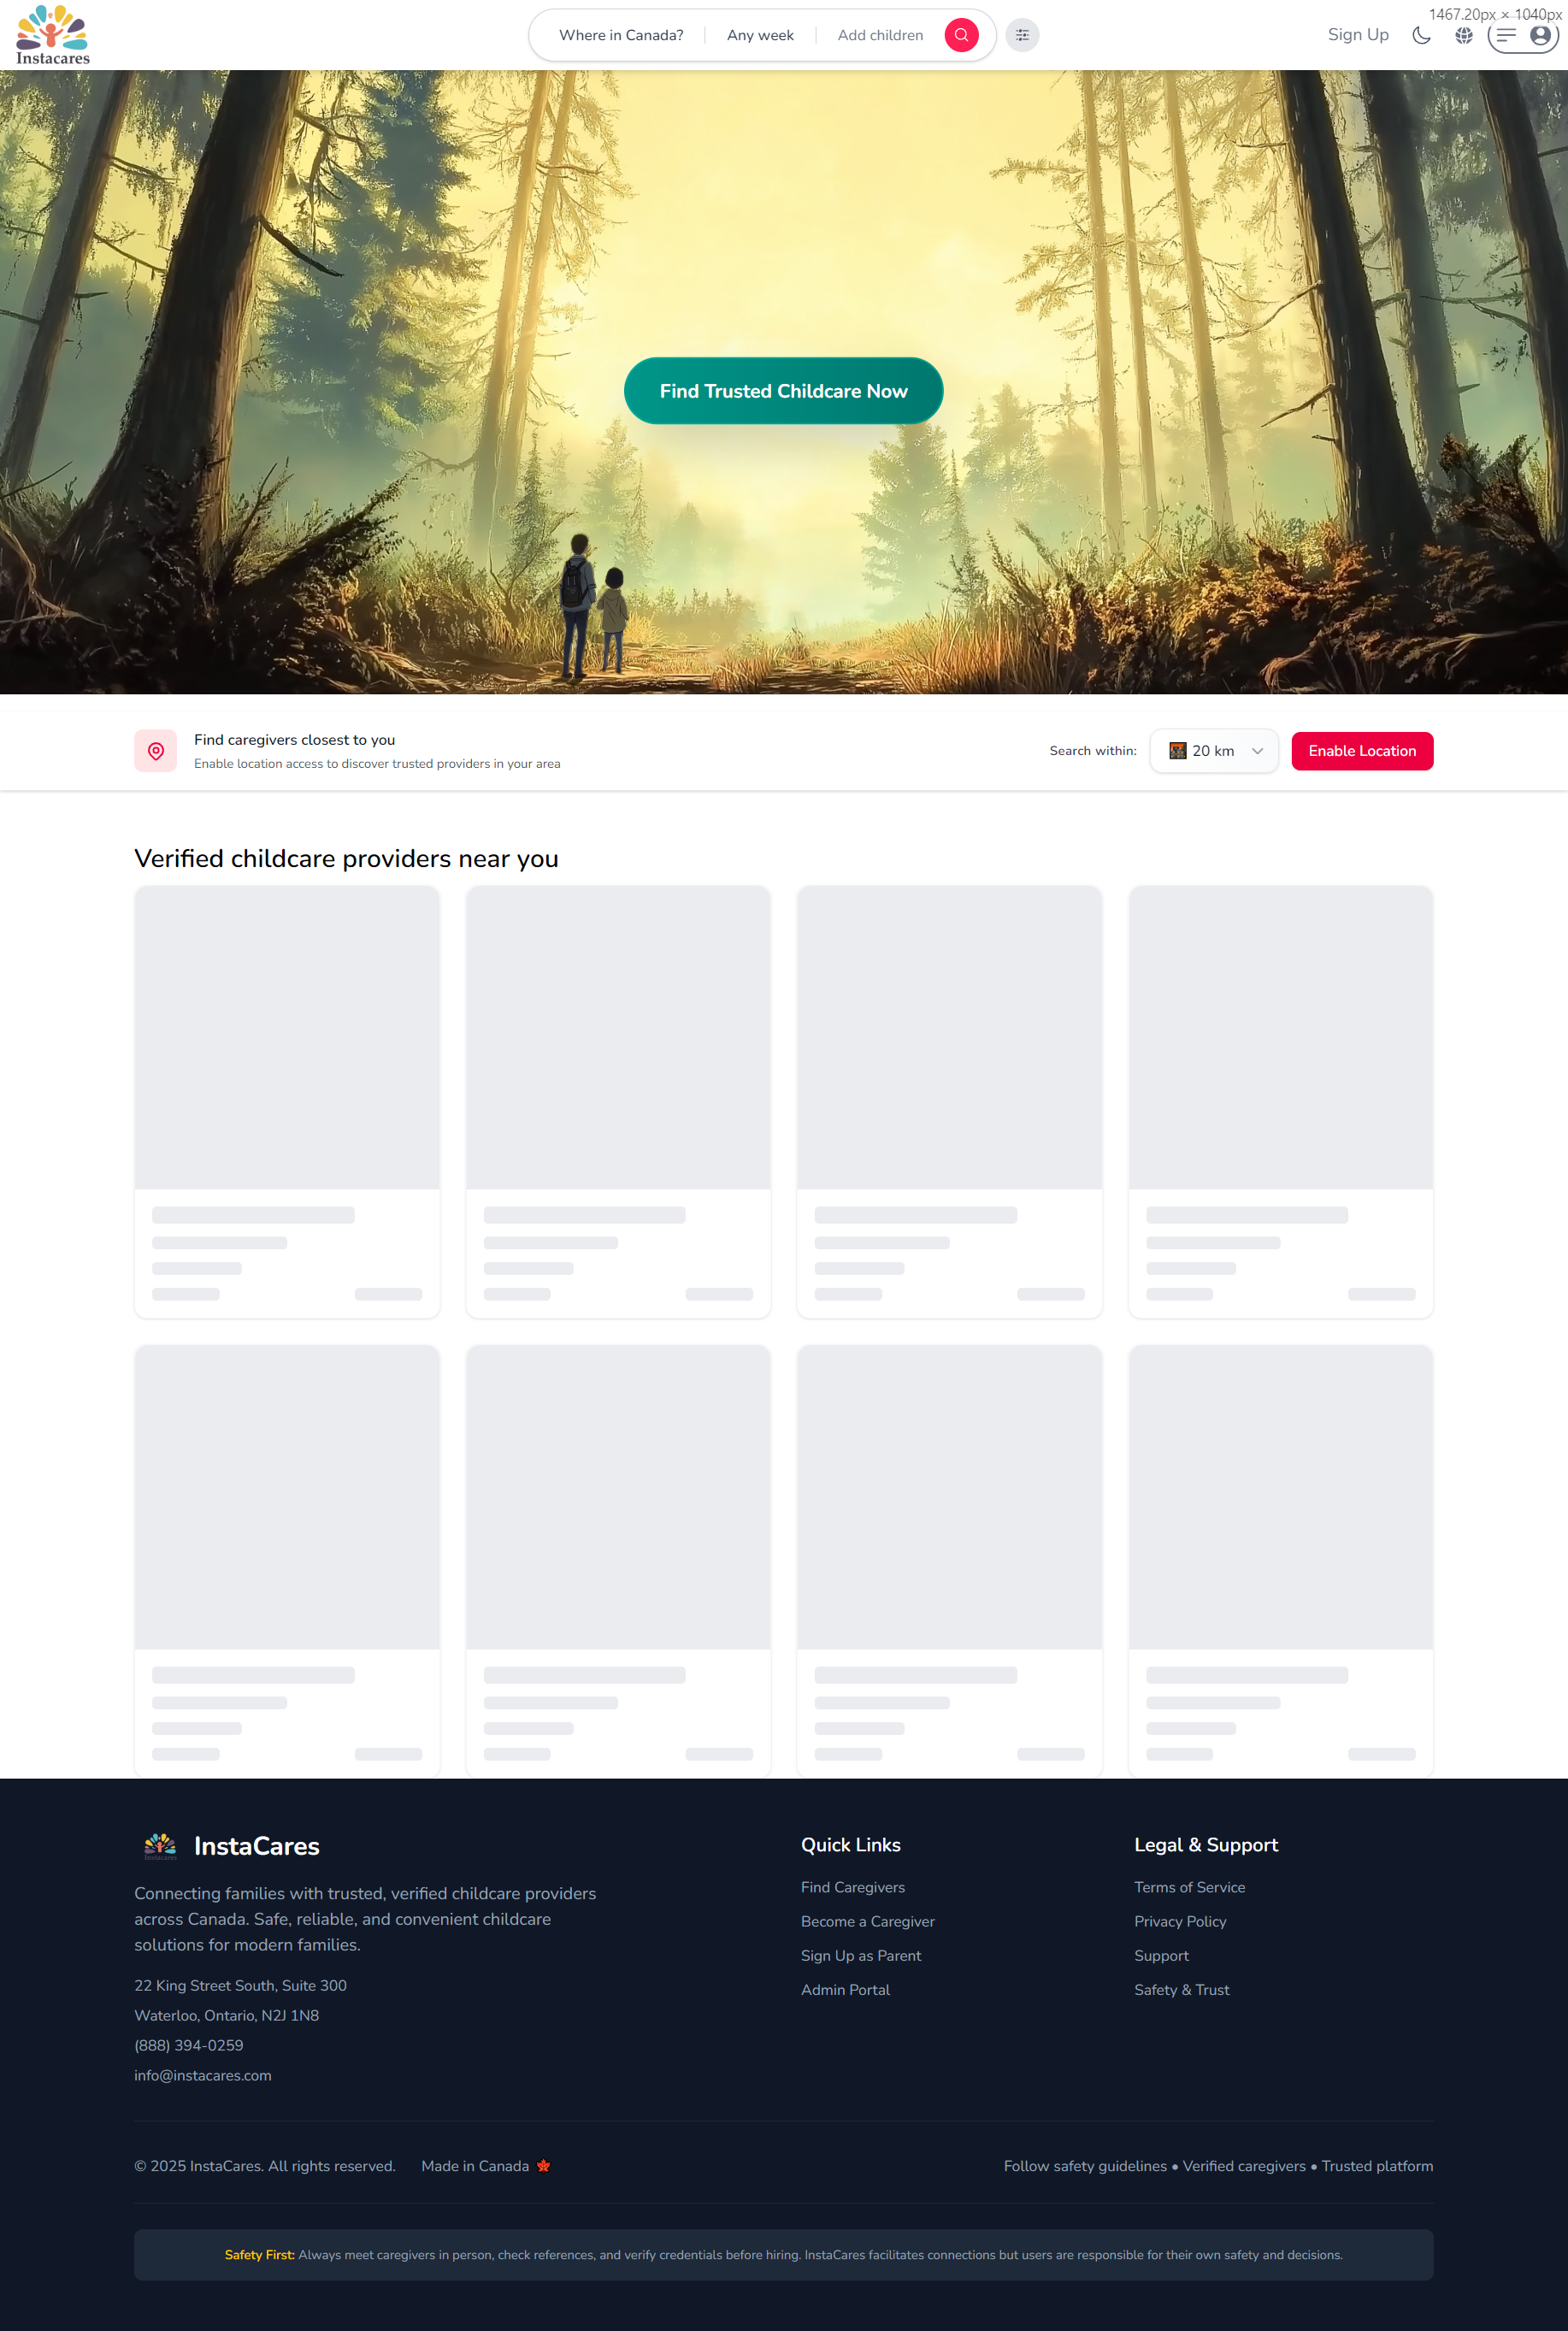 1467.20px × 1040px
Instacares
Where in Canada?
Any week
Add children
Sign Up
Find Trusted Childcare Now
Find caregivers closest to you
Enable location access to discover trusted providers in your area
Search within:
20 km
Enable Location
Verified childcare providers near you
Instacares
InstaCares
Connecting families with trusted, verified childcare providers
across Canada. Safe, reliable, and convenient childcare
solutions for modern families.
22 King Street South, Suite 300
Waterloo, Ontario, N2J 1N8
(888) 394-0259
info@instacares.com
Quick Links
Find Caregivers
Become a Caregiver
Sign Up as Parent
Admin Portal
Legal & Support
Terms of Service
Privacy Policy
Support
Safety & Trust
© 2025 InstaCares. All rights reserved.
Made in Canada
Follow safety guidelines • Verified caregivers • Trusted platform
Safety First: Always meet caregivers in person, check references, and verify credentials before hiring. InstaCares facilitates connections but users are responsible for their own safety and decisions.